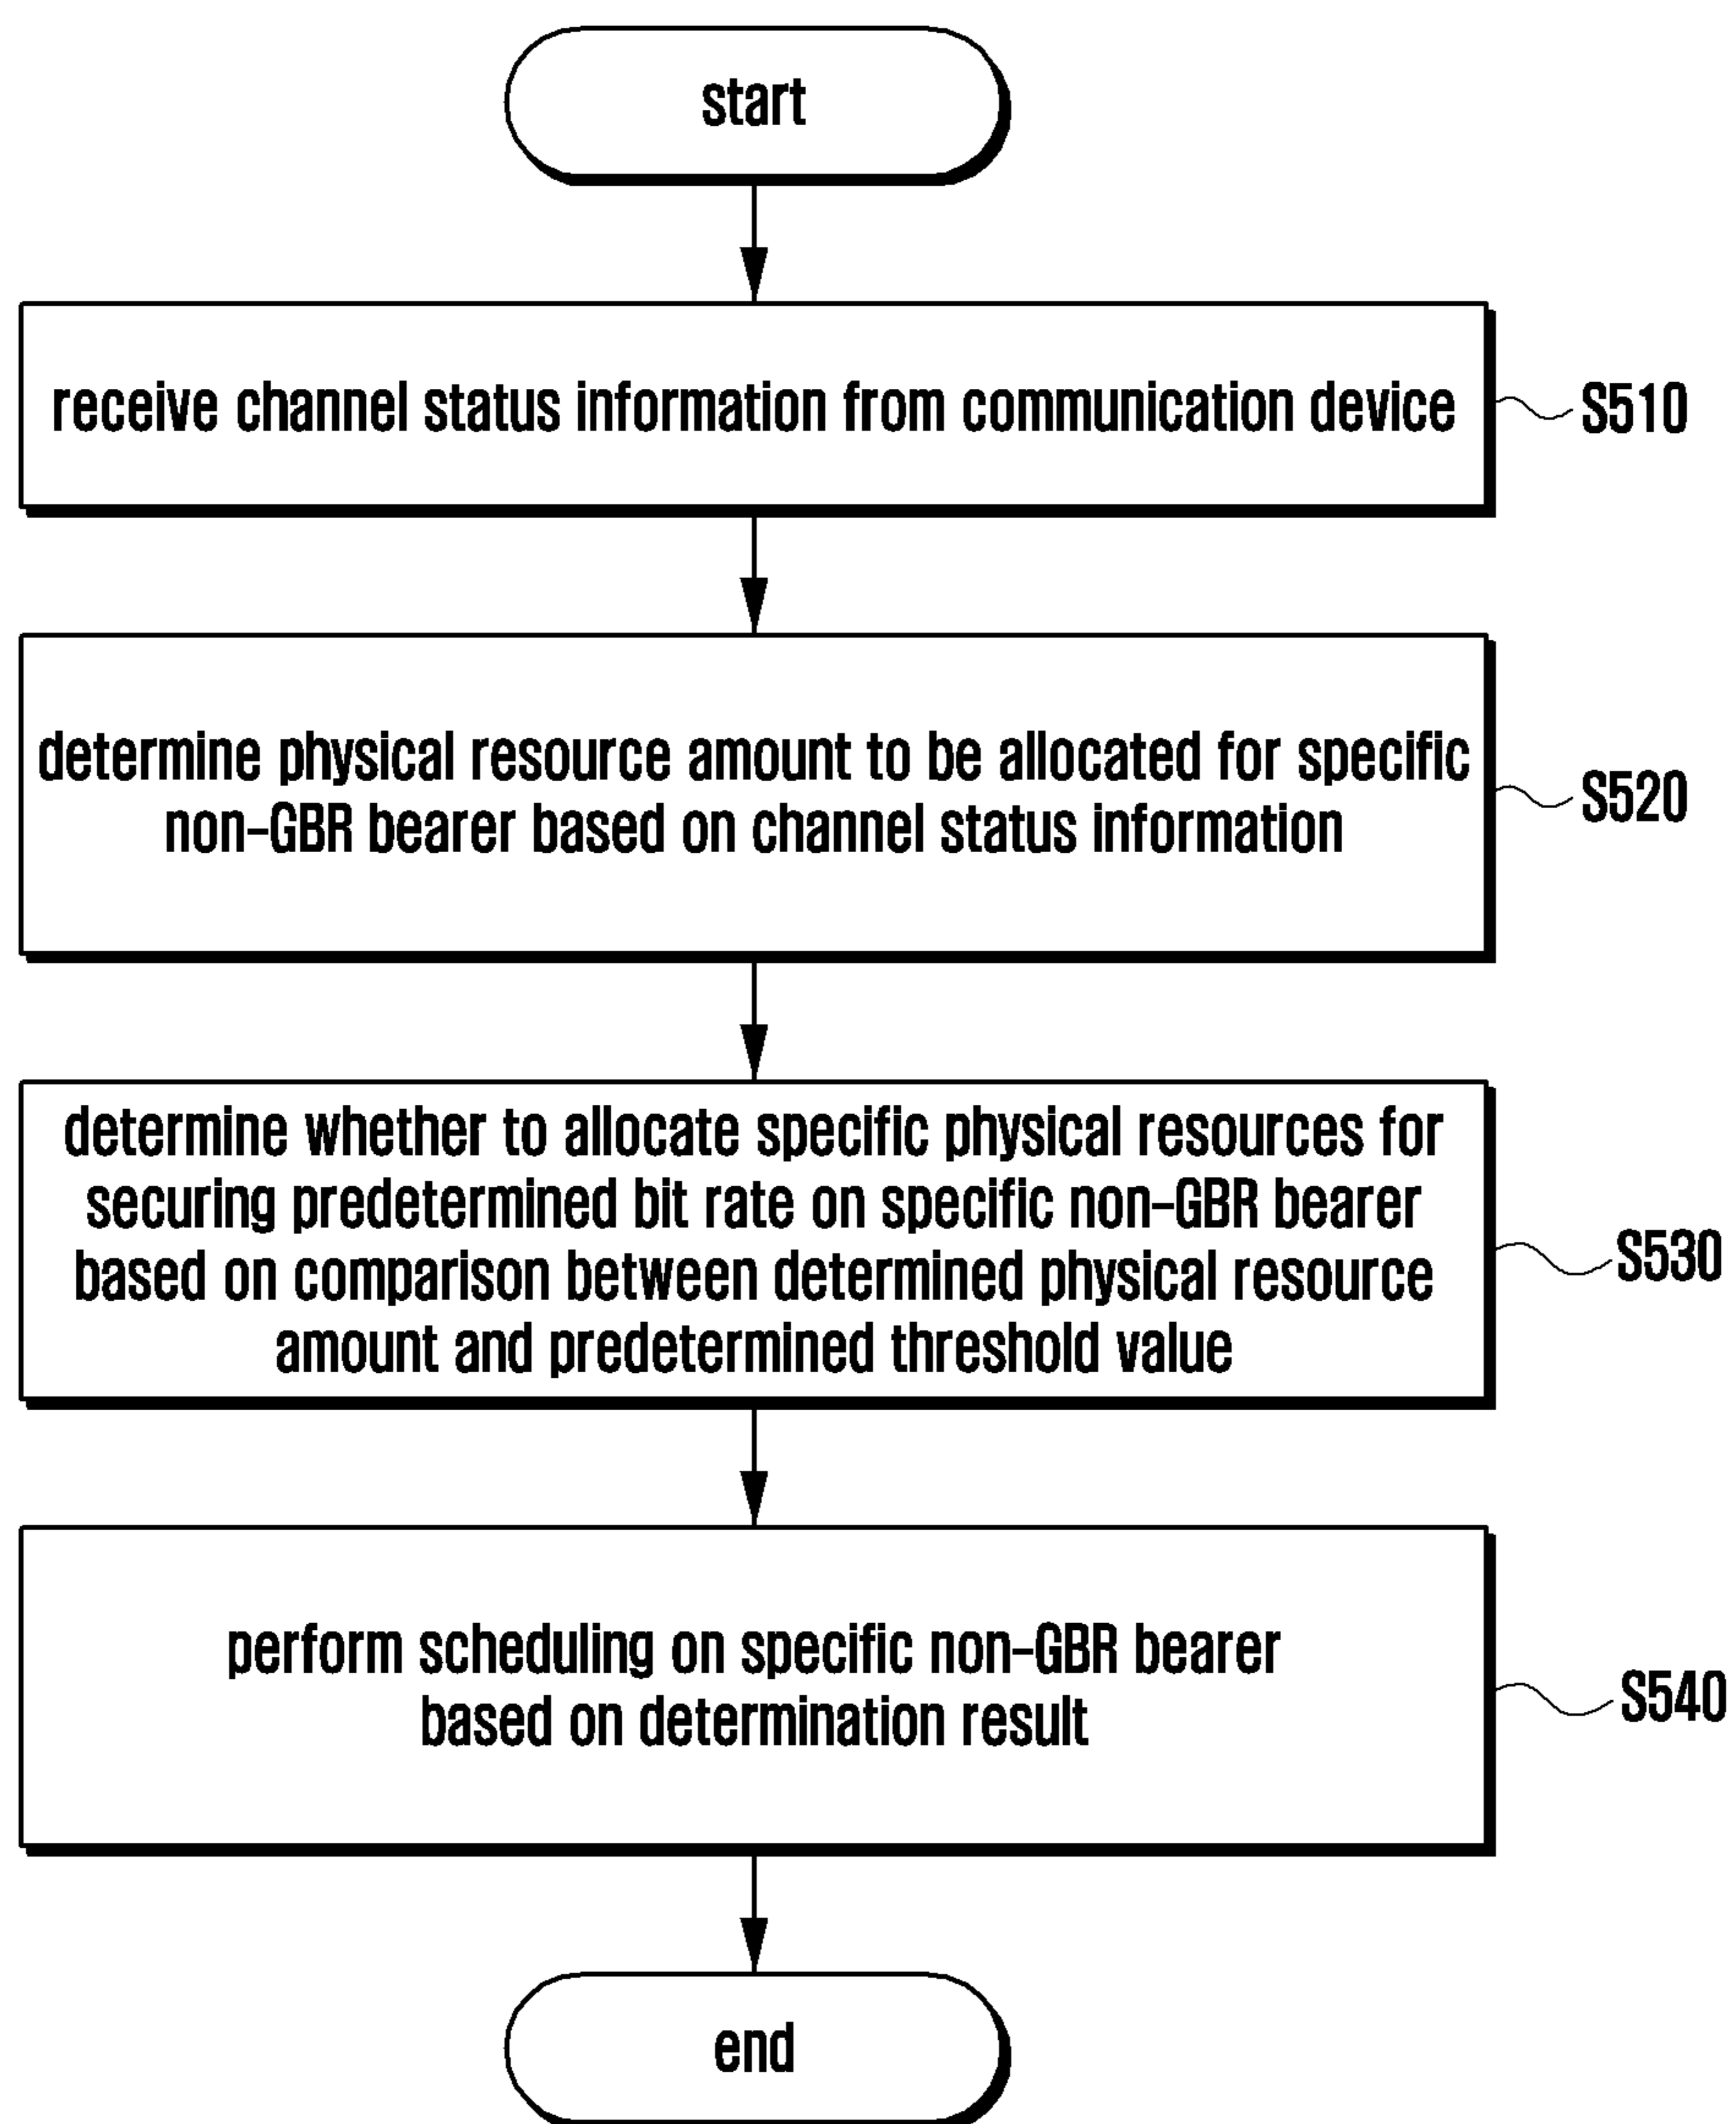 start
receive channel status information from communication device
S510
determine physical resource amount to be allocated for specific
non-GBR bearer based on channel status information
S520
determine whether to allocate specific physical resources for
securing predetermined bit rate on specific non-GBR bearer
based on comparison between determined physical resource
amount and predetermined threshold value
S530
perform scheduling on specific non-GBR bearer
based on determination result
S540
end